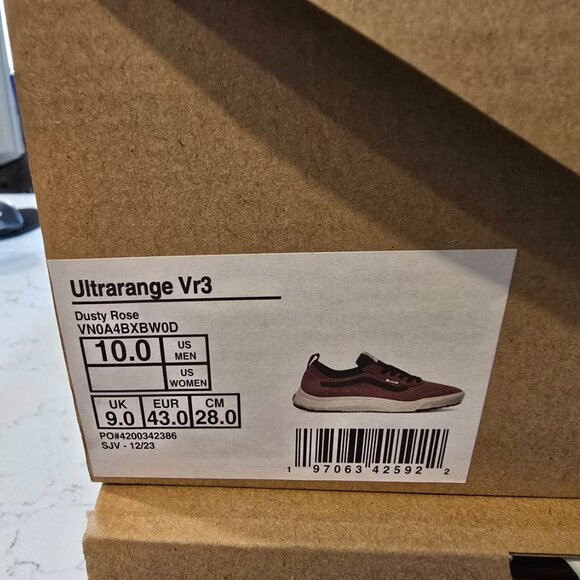 Ultrarange Vr3
Dusty Rose
VN0A4BXBW0D
10.0 US MEN
US WOMEN
UK EUR CM
9.0 43.0 28.0
PO#4200342386
SJV - 12/23
1 97063 42592 2